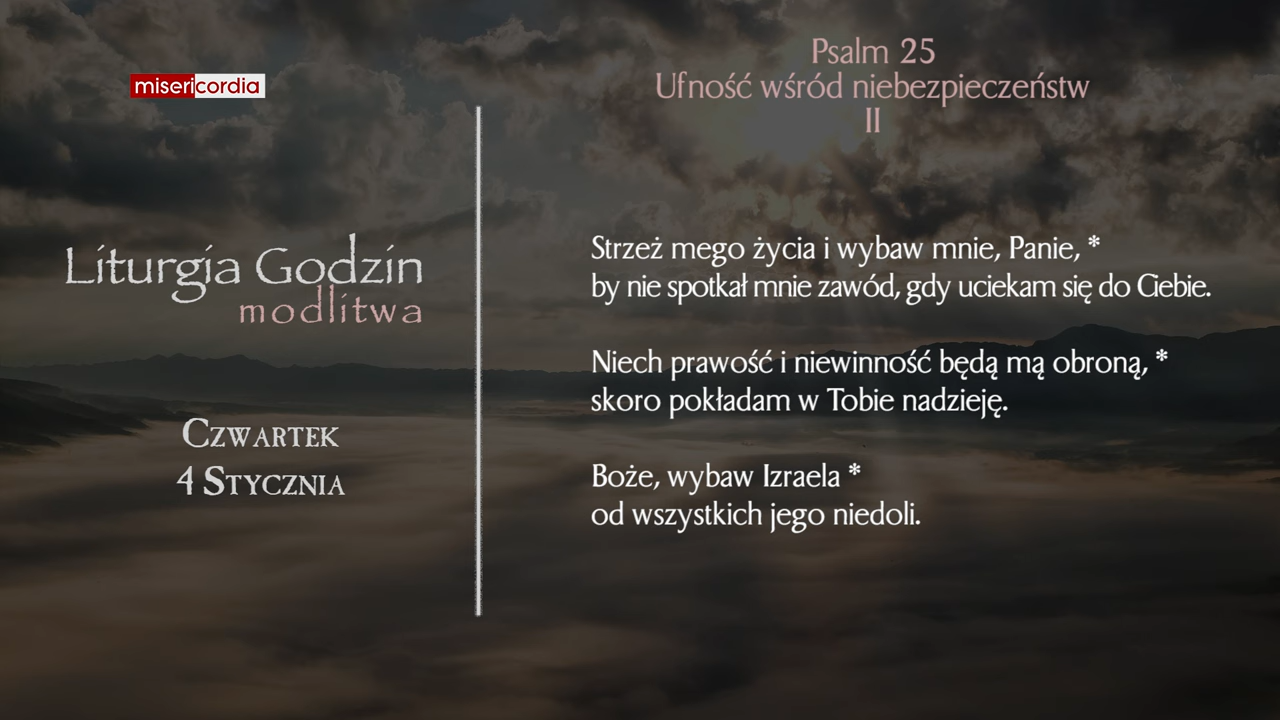 misericordia
Liturgia Godzin
modlitwa
Czwartek
4 Stycznia
Psalm 25
Ufność wśród niebezpieczeństw
II
Strzeż mego życia i wybaw mnie, Panie, *
by nie spotkał mnie zawód, gdy uciekam się do Ciebie.
Niech prawość i niewinność będą mą obroną, *
skoro pokładam w Tobie nadzieję.
Boże, wybaw Izraela *
od wszystkich jego niedoli.